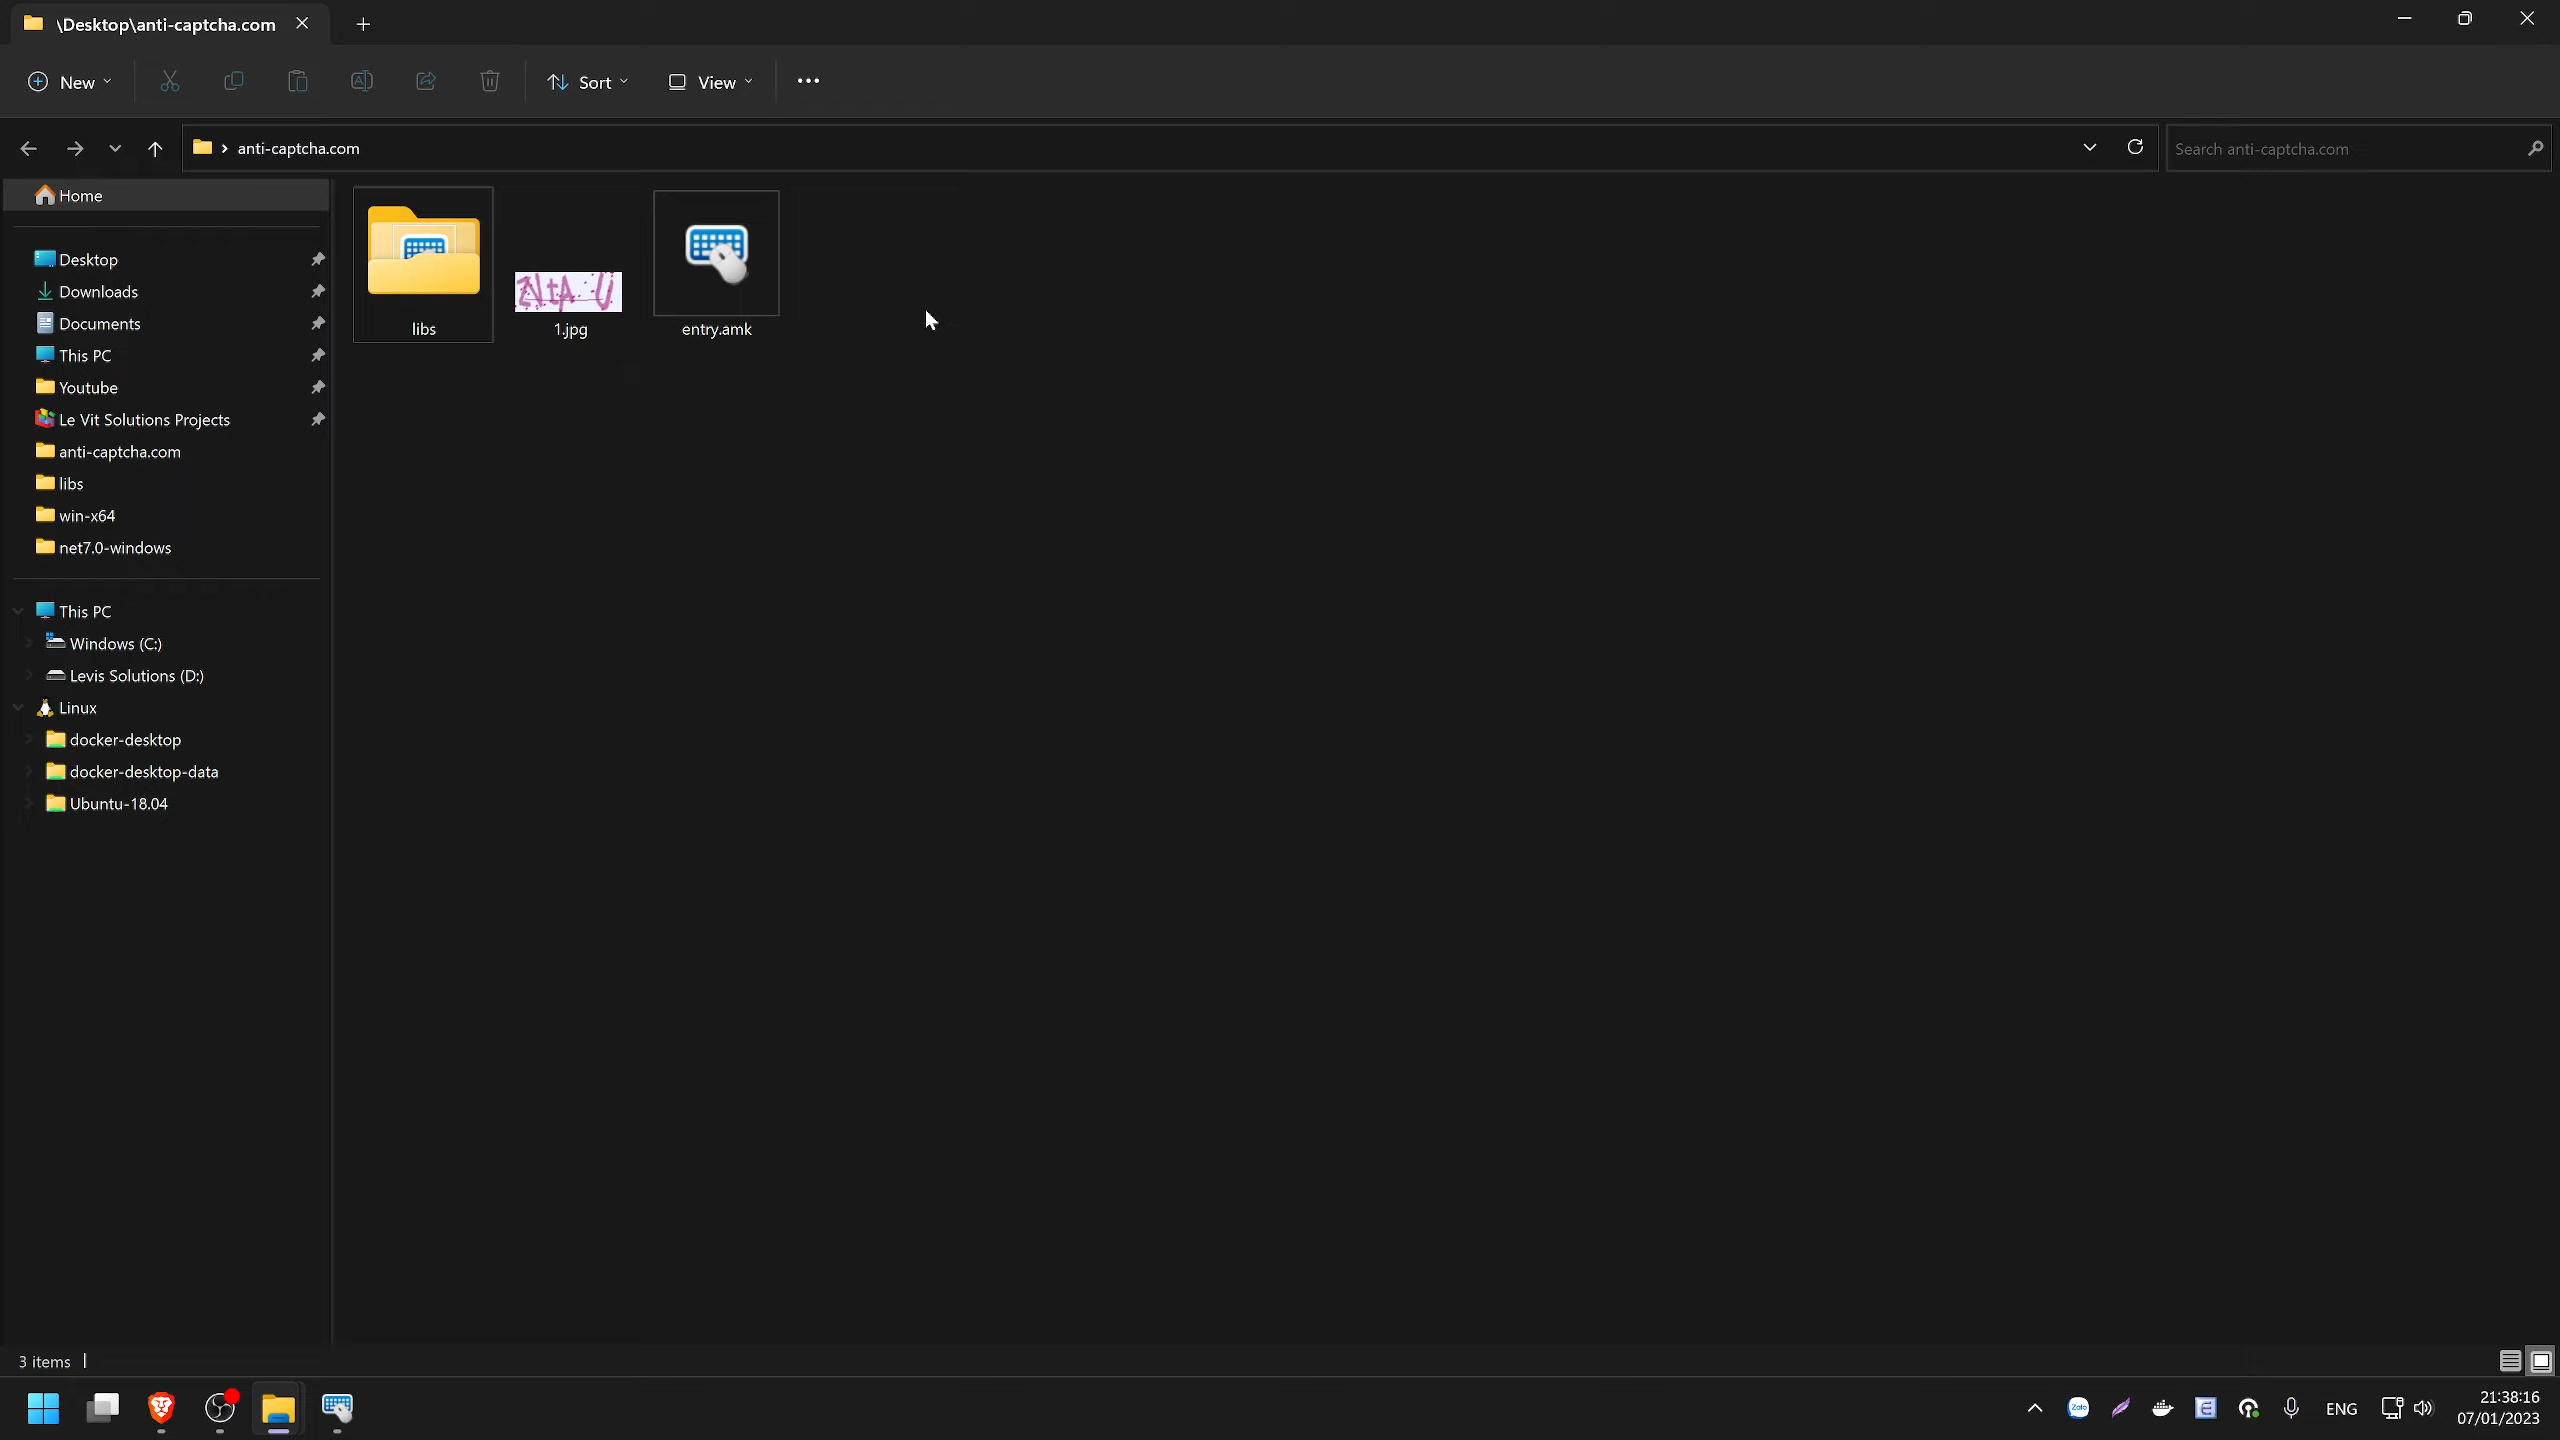 \Desktop\anti-captcha.com
New
Sort
View
anti-captcha.com
Search anti-captcha.com
Home
Desktop
Downloads
Documents
This PC
Youtube
Le Vit Solutions Projects
anti-captcha.com
libs
win-x64
net7.0-windows
This PC
Windows (C:)
Levis Solutions (D:)
Linux
docker-desktop
docker-desktop-data
Ubuntu-18.04
libs
1.jpg
entry.amk
3 items
Zalo
ENG
21:38:16
07/01/2023